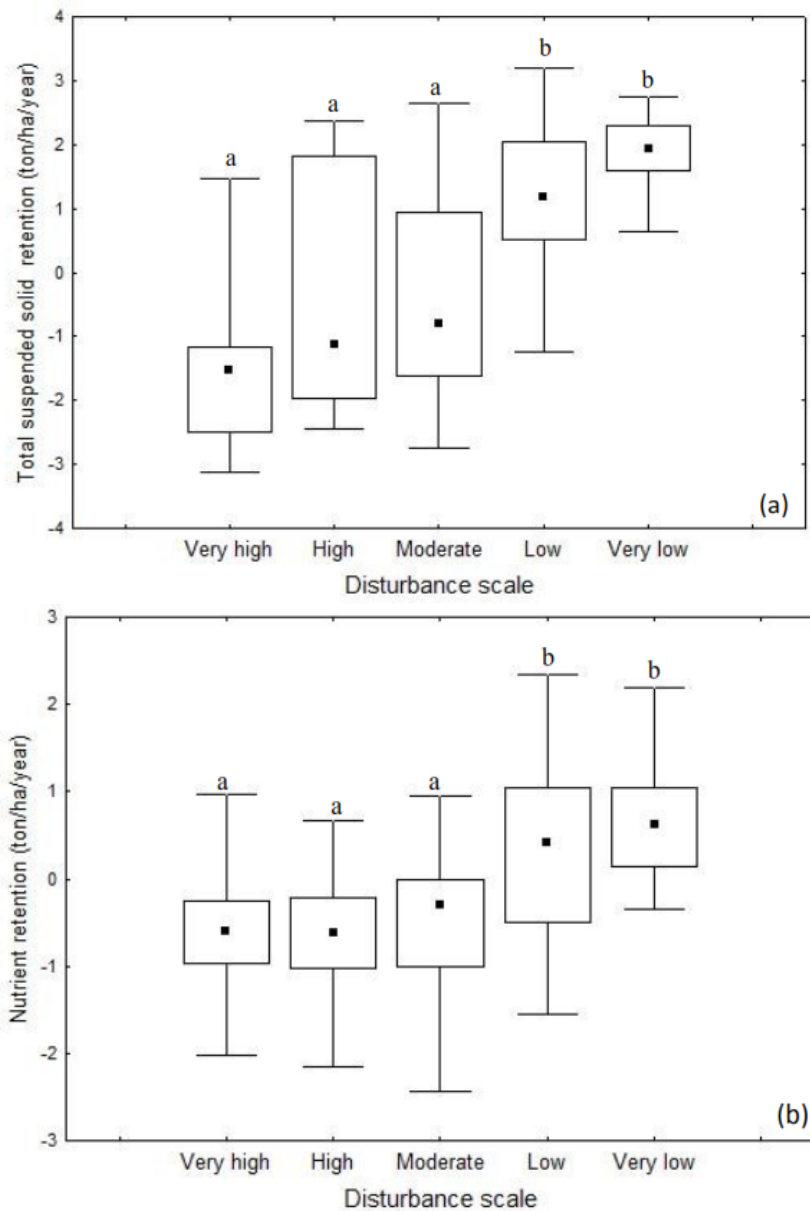 Total suspended solid retention (ton/ha/year)
4
3
2
1
0
-1
-2
-3
-4
a
a
a
b
b
(a)
Very high High Moderate Low Very low
Disturbance scale
Nutrient retention (ton/ha/year)
3
2
1
0
-1
-2
-3
a
a
a
b
b
(b)
Very high High Moderate Low Very low
Disturbance scale